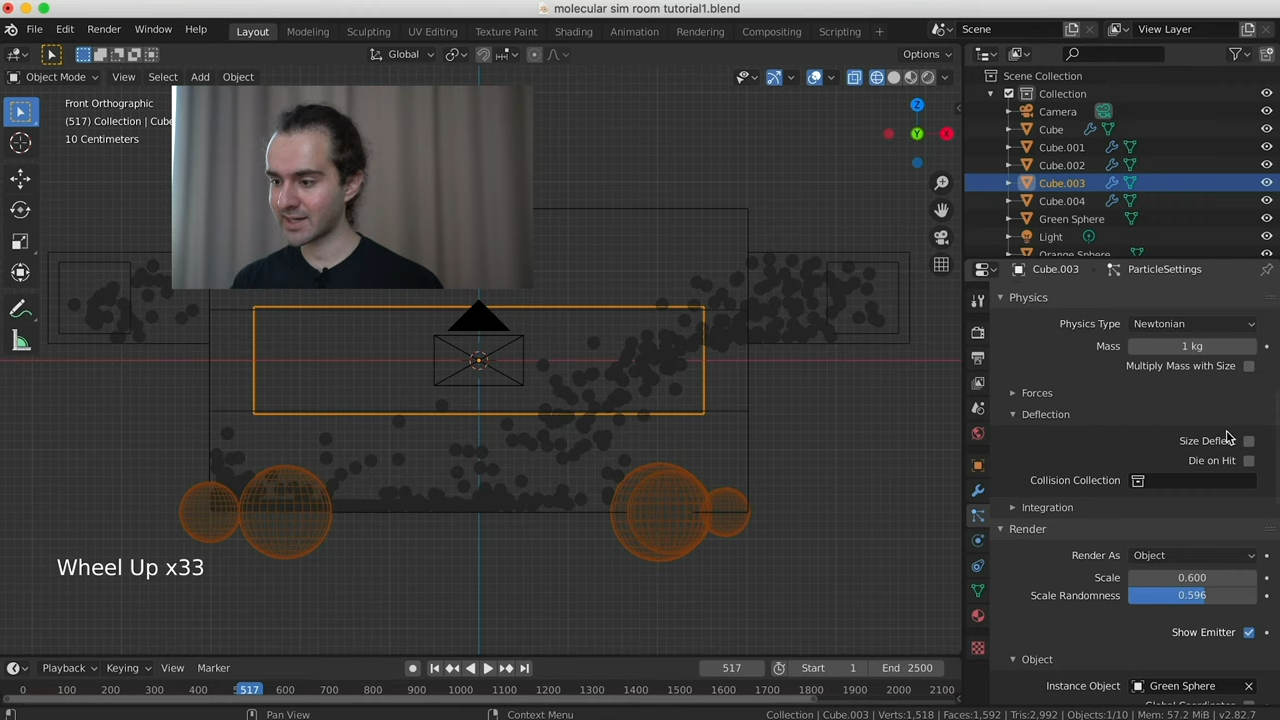 molecular sim room tutorial1.blend
File Edit Render Window Help Layout Modeling Sculpting UV Editing Texture Paint Shading Animation Rendering Compositing Scripting + Scene View Layer
Global Options
Object Mode View Select Add Object
Front Orthographic
(517) Collection | Cube
10 Centimeters
Z
Y
X
Wheel Up x33
Scene Collection
Collection
Camera
Cube
Cube.001
Cube.002
Cube.003
Cube.004
Green Sphere
Light
Orange Sphere
Cube.003 ParticleSettings
Physics
Physics Type Newtonian
Mass 1 kg
Multiply Mass with Size
Forces
Deflection
Size Defle
Die on Hit
Collision Collection
Integration
Render
Render As Object
Scale 0.600
Scale Randomness 0.596
Show Emitter
Object
Instance Object Green Sphere
Global Coordinates
Playback Keying View Marker 517 Start 1 End 2500
0 100 200 300 400 517 600 700 800 900 1000 1100 1200 1300 1400 1500 1600 1700 1800 1900 2000 2100
Pan View Context Menu Collection | Cube.003 | Verts:1,518 | Faces:1,592 | Tris:2,992 | Objects:1/10 | Mem: 57.2 MiB | v2.82.7